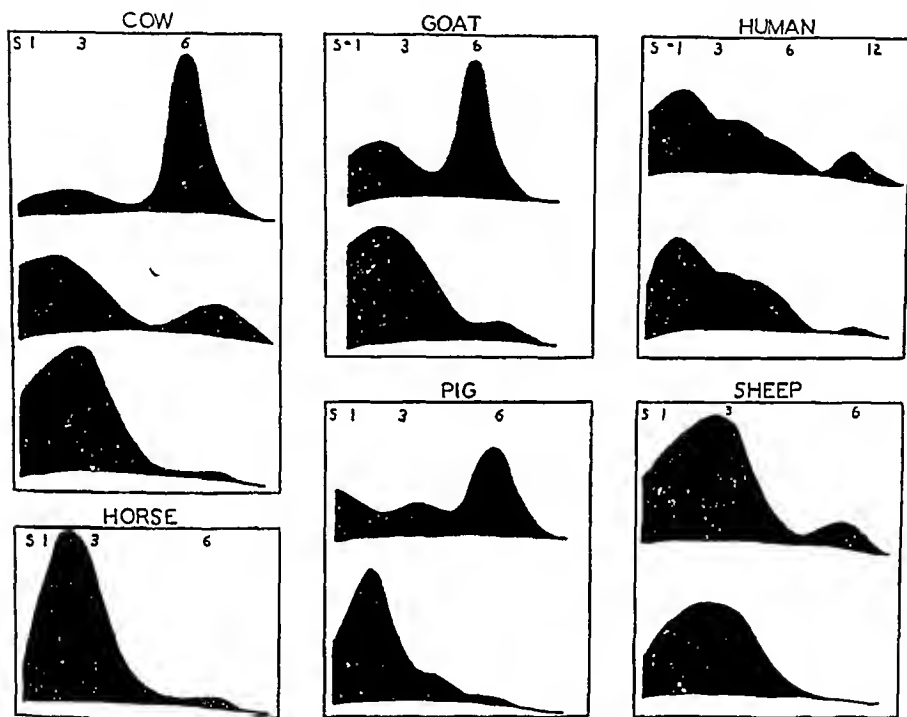 COW
S 1 3 6
GOAT
S - 1 3 6
HUMAN
S - 1 3 6 12
PIG
S 1 3 6
SHEEP
S 1 3 6
HORSE
S 1 3 6